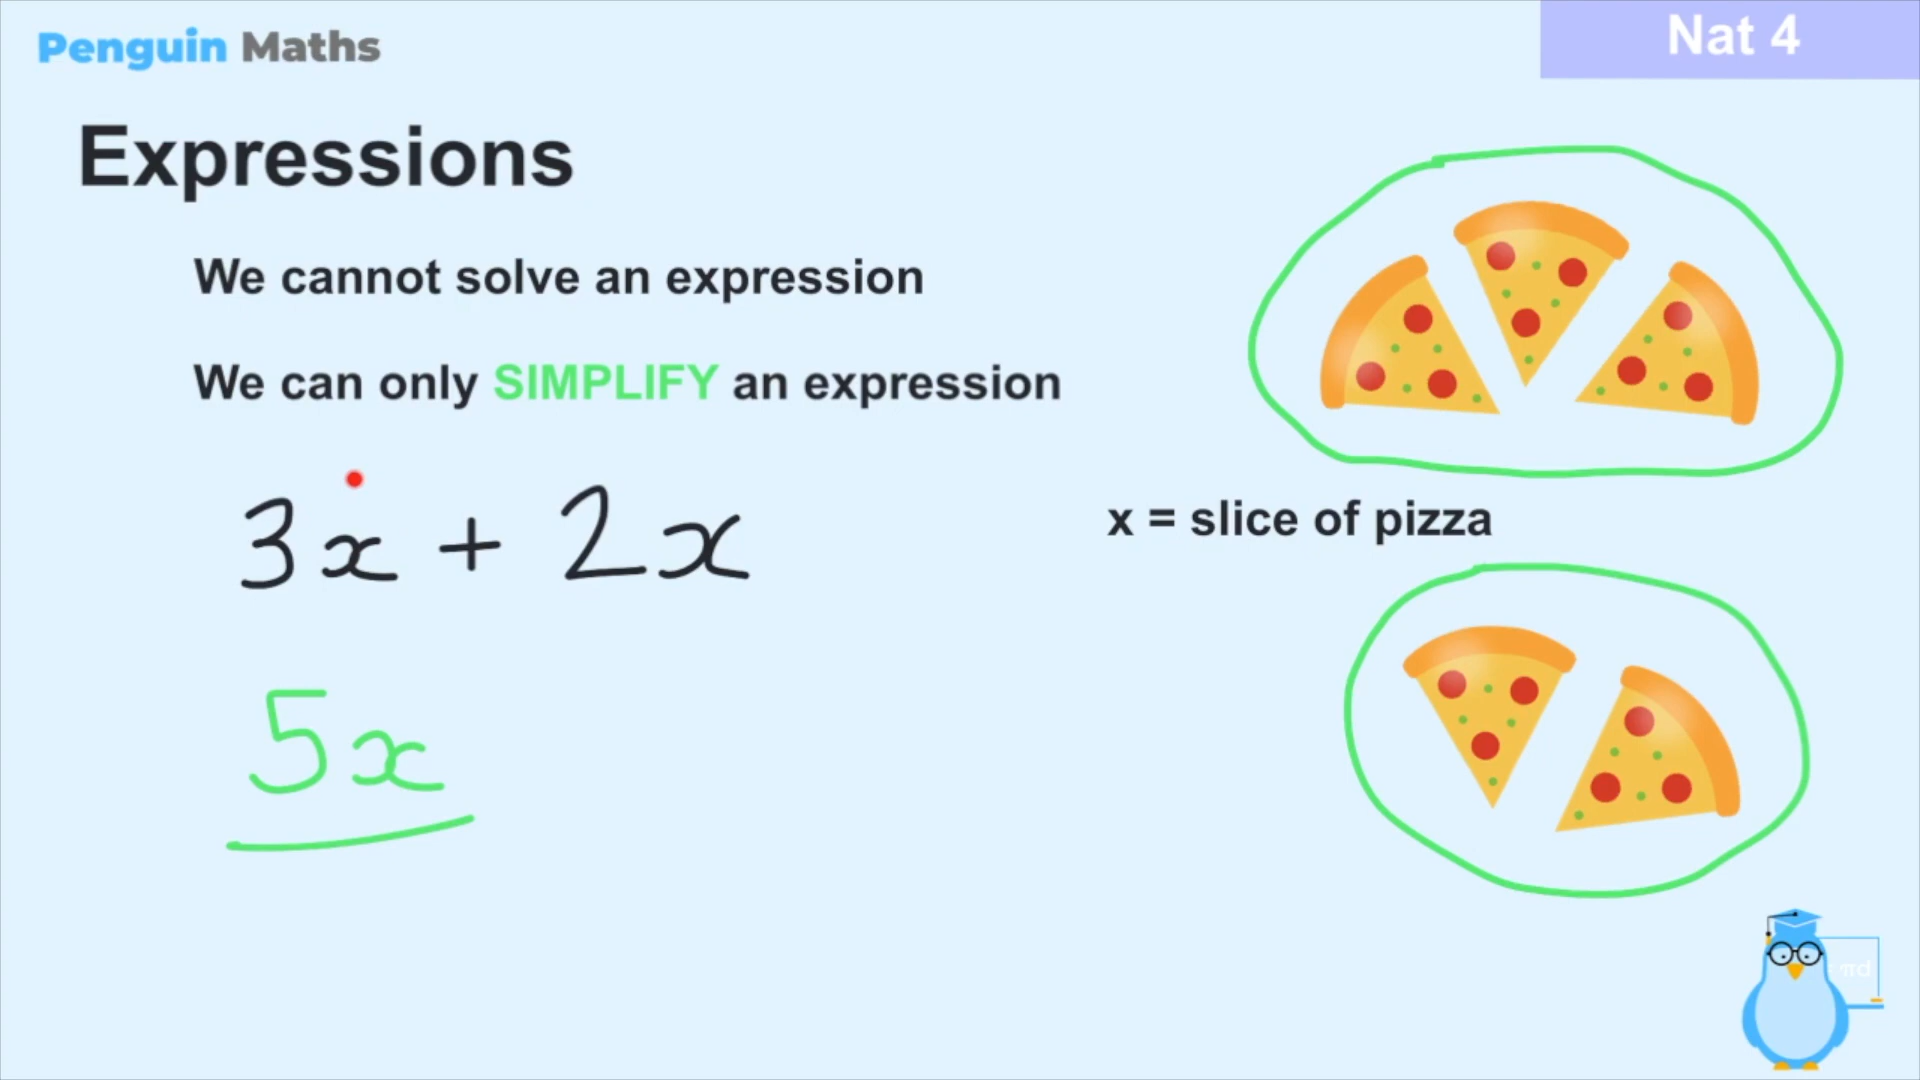 Penguin Maths
Nat 4
Expressions
We cannot solve an expression
We can only SIMPLIFY an expression
3x + 2x
x = slice of pizza
5x
πd